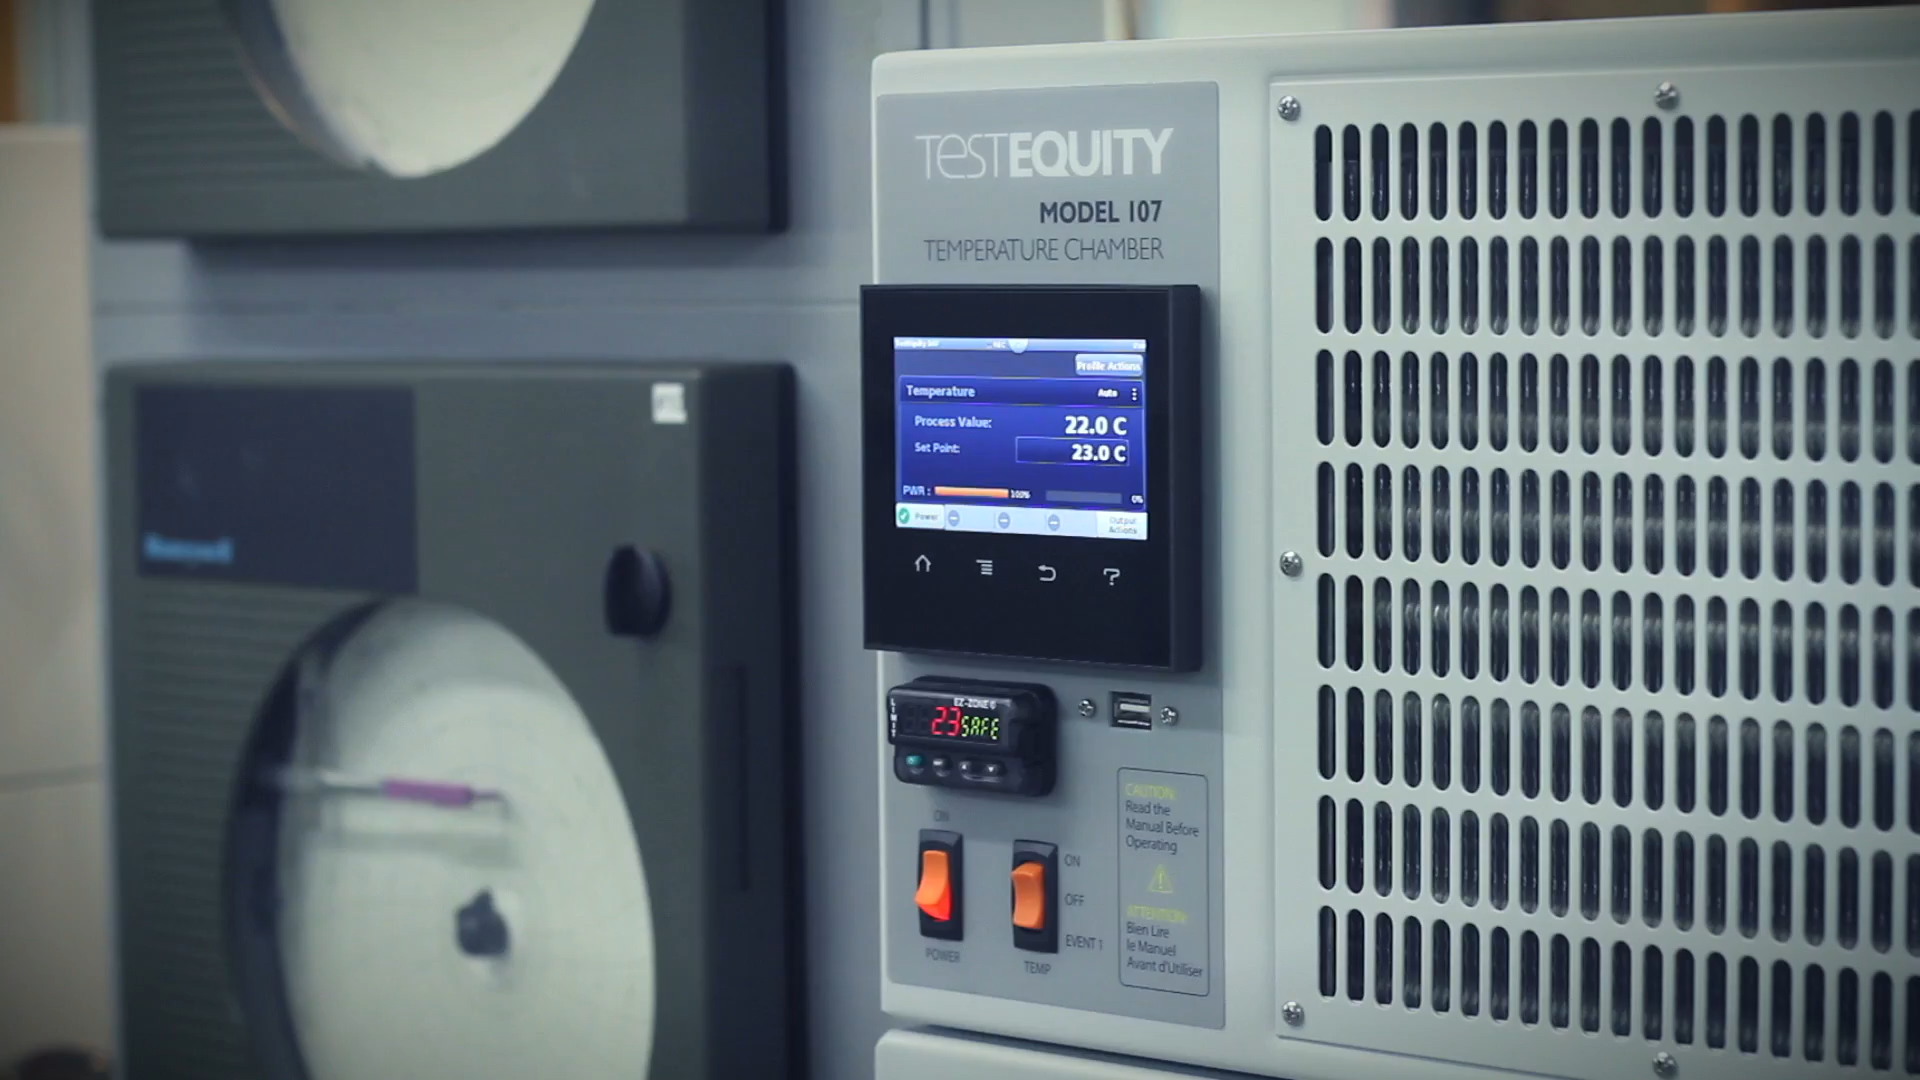 TESTEQUITY
MODEL 107
TEMPERATURE CHAMBER
Profile Actions
Temperature
Auto
Process Value:
22.0 C
Set Point:
23.0 C
PWR :
100%
0%
Power
Output
Actions
EZ-ZONE®
LIMIT
23 SAFE
ON
POWER
ON
OFF
EVENT 1
TEMP
CAUTION:
Read the
Manual Before
Operating
ATTENTION:
Bien Lire
le Manuel
Avant d'Utiliser
Honeywell